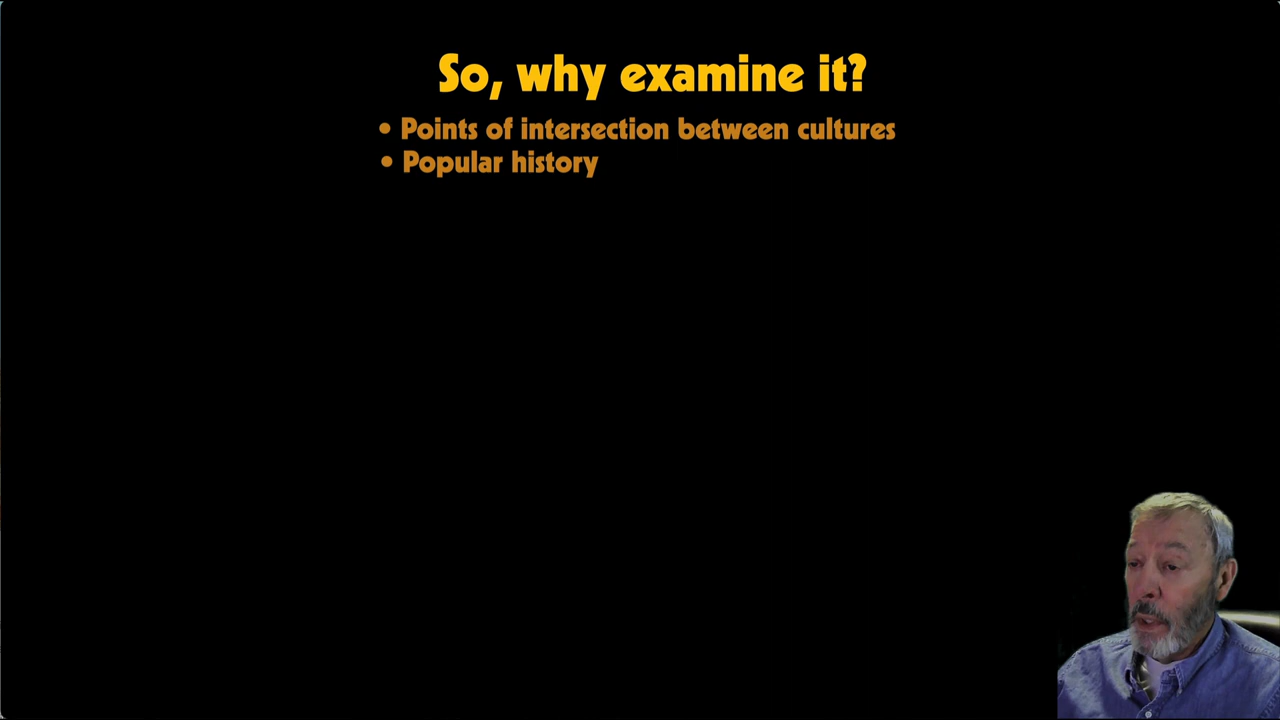 So, why examine it?
• Points of intersection between cultures
• Popular history